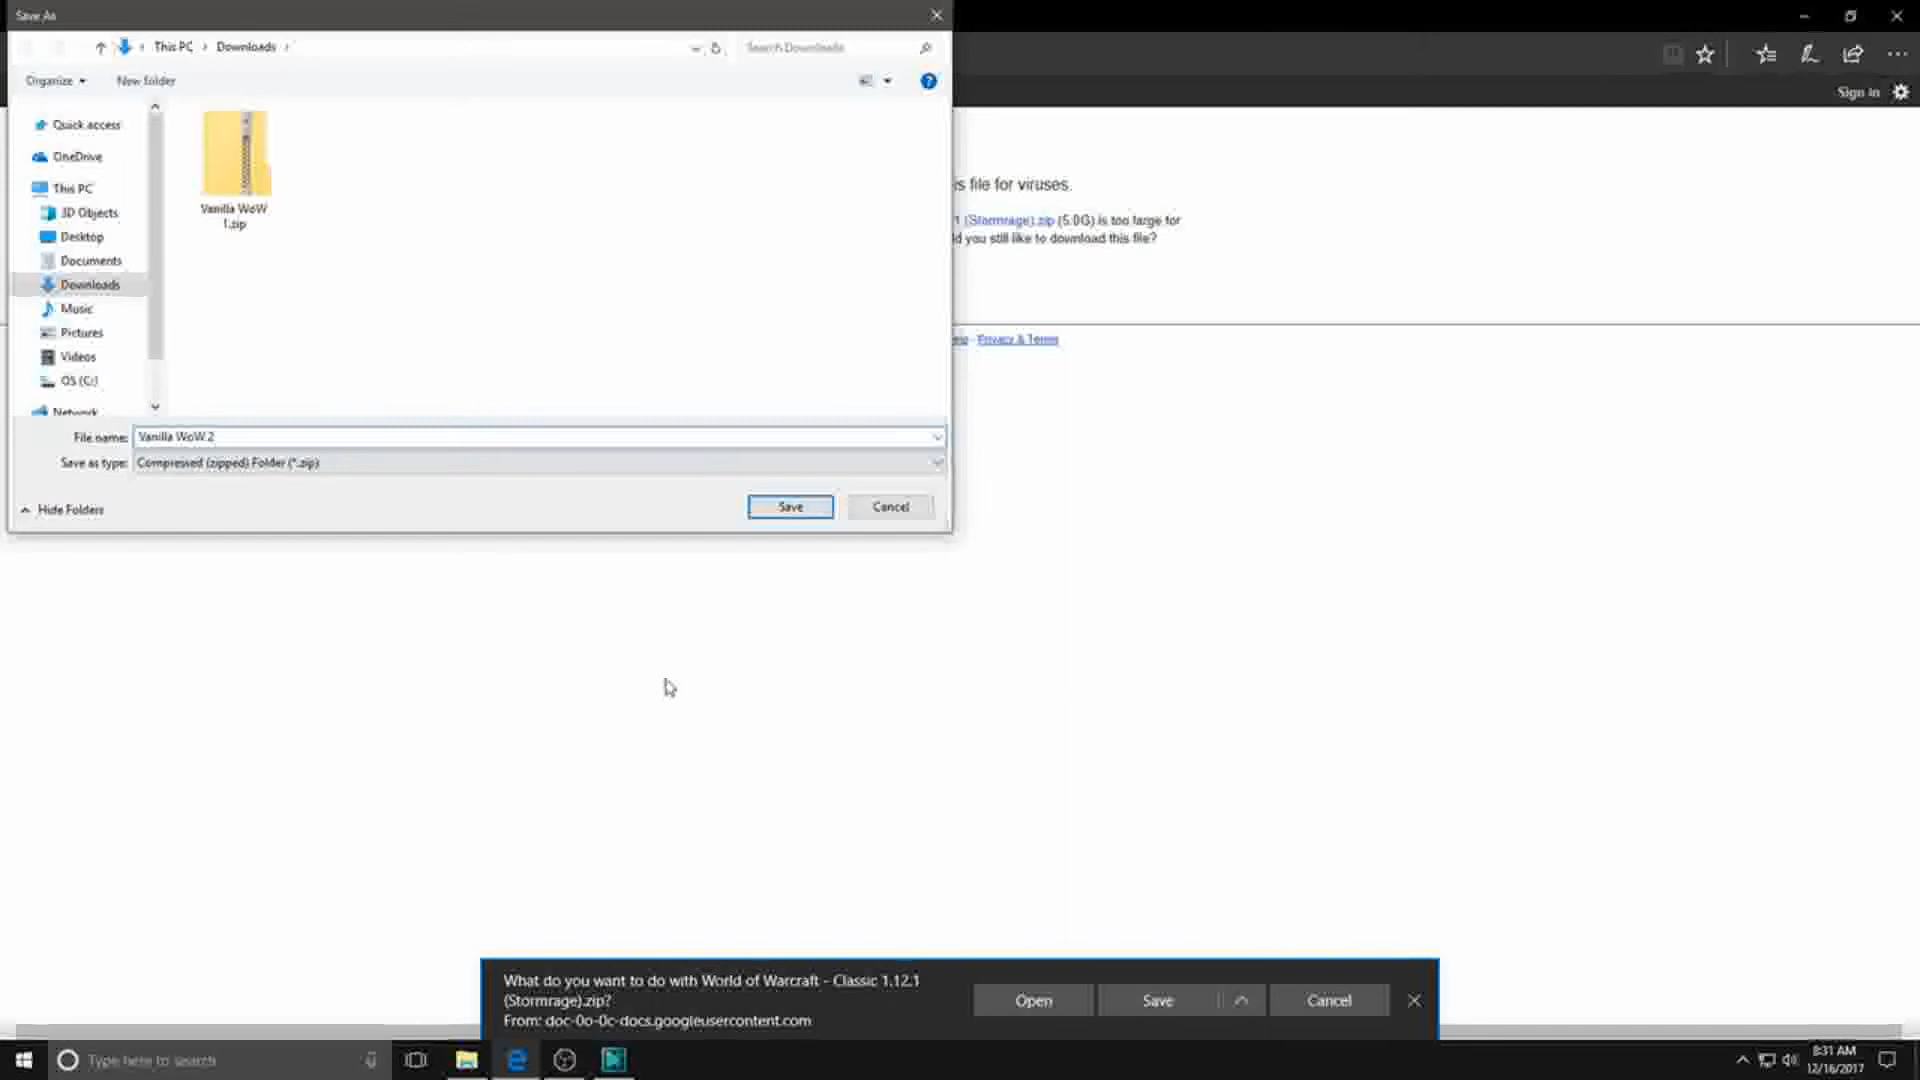 Save As
This PC > Downloads >
Search Downloads
Organize
New folder
Sign in
Quick access
OneDrive
This PC
3D Objects
Desktop
Documents
Downloads
Music
Pictures
Videos
OS (C:)
Network
Vanilla WoW
1.zip
is file for viruses.
1 (Stormrage).zip (5.0G) is too large for
ld you still like to download this file?
Privacy & Terms
File name: Vanilla WoW.2
Save as type: Compressed (zipped) Folder (*.zip)
Hide Folders
Save
Cancel
What do you want to do with World of Warcraft - Classic 1.12.1
(Stormrage).zip?
From: doc-0o-0c-docs.googleusercontent.com
Open
Save
Cancel
Type here to search
8:31 AM
12/16/2017